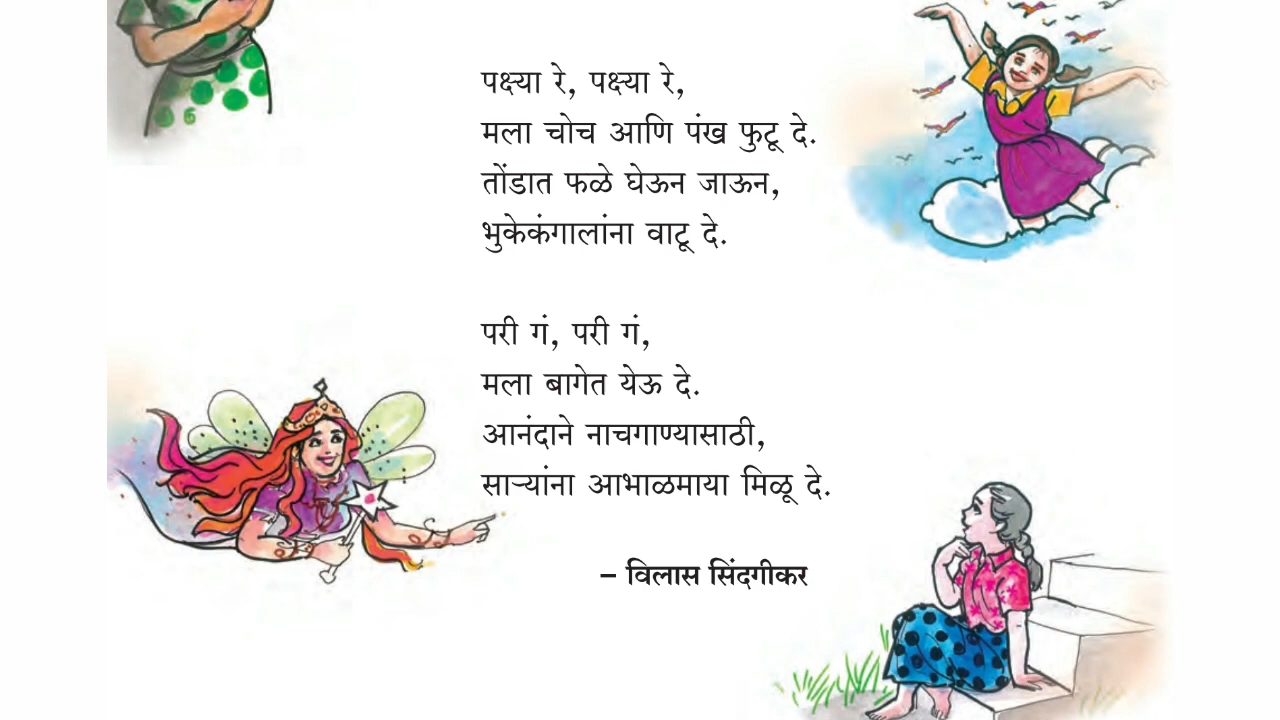 पक्ष्या रे, पक्ष्या रे,
मला चोच आणि पंख फुटू दे.
तोंडात फळे घेऊन जाऊन,
भुकेकंगालांना वाटू दे.
परी गं, परी गं,
मला बागेत येऊ दे.
आनंदाने नाचगाण्यासाठी,
साऱ्यांना आभाळमाया मिळू दे.
– विलास सिंदगीकर